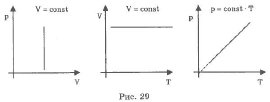 V = const
V = const
p = const · T
p
V
p
V
T
T
Рис. 29